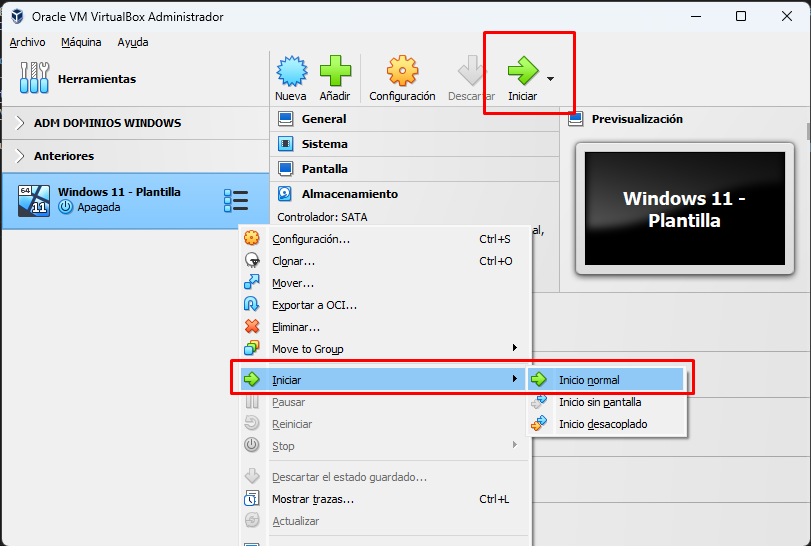 Oracle VM VirtualBox Administrador
Archivo Máquina Ayuda
Herramientas
Nueva Añadir Configuración Descartar Iniciar
ADM DOMINIOS WINDOWS
Anteriores
64
11
Windows 11 - Plantilla
Apagada
General
Sistema
Pantalla
Almacenamiento
Controlador: SATA
al,
Previsualización
Windows 11 -
Plantilla
Configuración... Ctrl+S
Clonar... Ctrl+O
Mover...
Exportar a OCI...
Eliminar...
Move to Group
Iniciar
Pausar
Reiniciar
Stop
Descartar el estado guardado...
Mostrar trazas... Ctrl+L
Actualizar
Inicio normal
Inicio sin pantalla
Inicio desacoplado